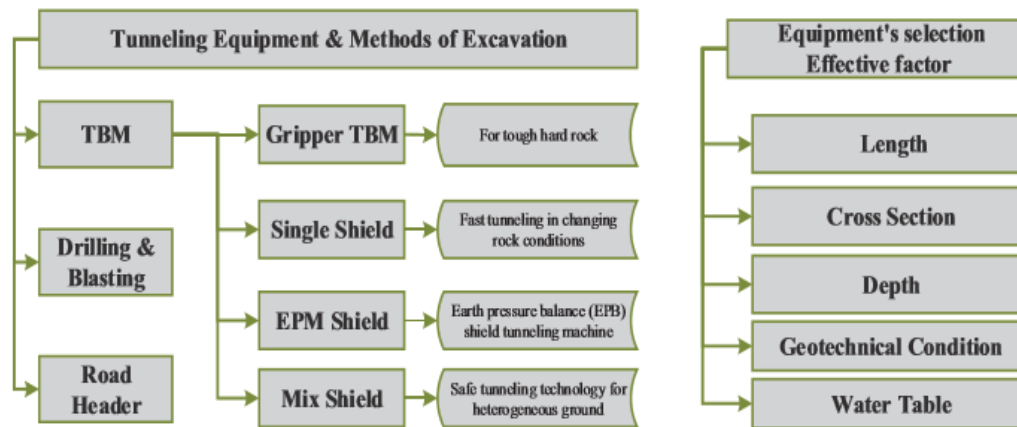 Tunneling Equipment & Methods of Excavation
TBM
Gripper TBM
For tough hard rock
Single Shield
Fast tunneling in changing
rock conditions
Drilling &
Blasting
EPM Shield
Earth pressure balance (EPB)
shield tunneling machine
Road
Header
Mix Shield
Safe tunneling technology for
heterogeneous ground
Equipment's selection
Effective factor
Length
Cross Section
Depth
Geotechnical Condition
Water Table